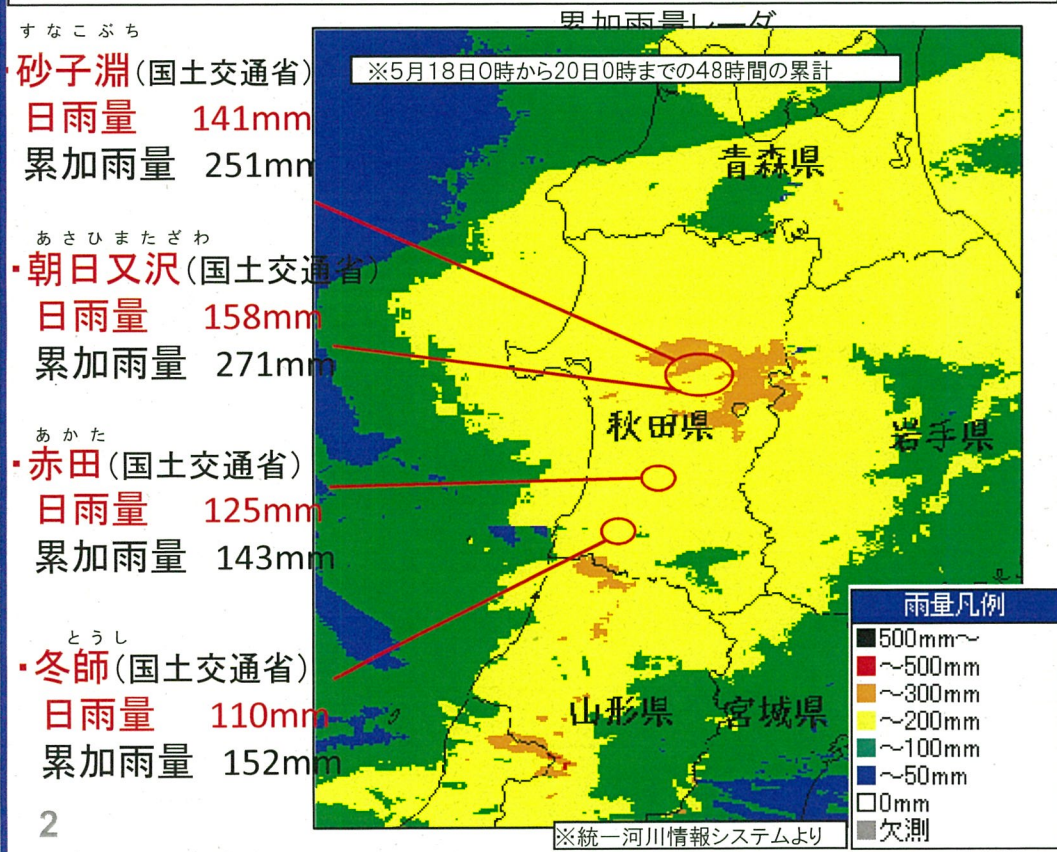 累加雨量レーダ
※5月18日0時から20日0時までの48時間の累計
すなこぶち
・砂子淵(国土交通省)
日雨量 141mm
累加雨量 251mm
あさひまたざわ
・朝日又沢(国土交通省)
日雨量 158mm
累加雨量 271mm
あかた
・赤田(国土交通省)
日雨量 125mm
累加雨量 143mm
とうし
・冬師(国土交通省)
日雨量 110mm
累加雨量 152mm
2
青森県
秋田県
岩手県
山形県
宮城県
雨量凡例
500mm〜
〜500mm
〜300mm
〜200mm
〜100mm
〜50mm
0mm
欠測
※統一河川情報システムより